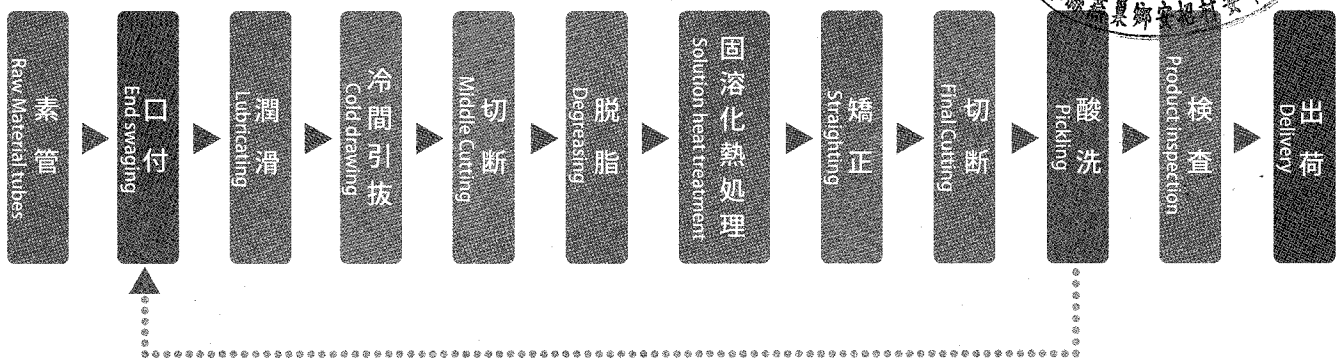 素管
Raw Material tubes
口付
End swaging
潤滑
Lubricating
冷間引抜
Cold drawing
切断
Middle Cutting
脱脂
Degreasing
固溶化熱処理
Solution heat treatment
矯正
Straighting
切断
Final Cutting
酸洗
Pickling
検査
Product inspection
出荷
Delivery